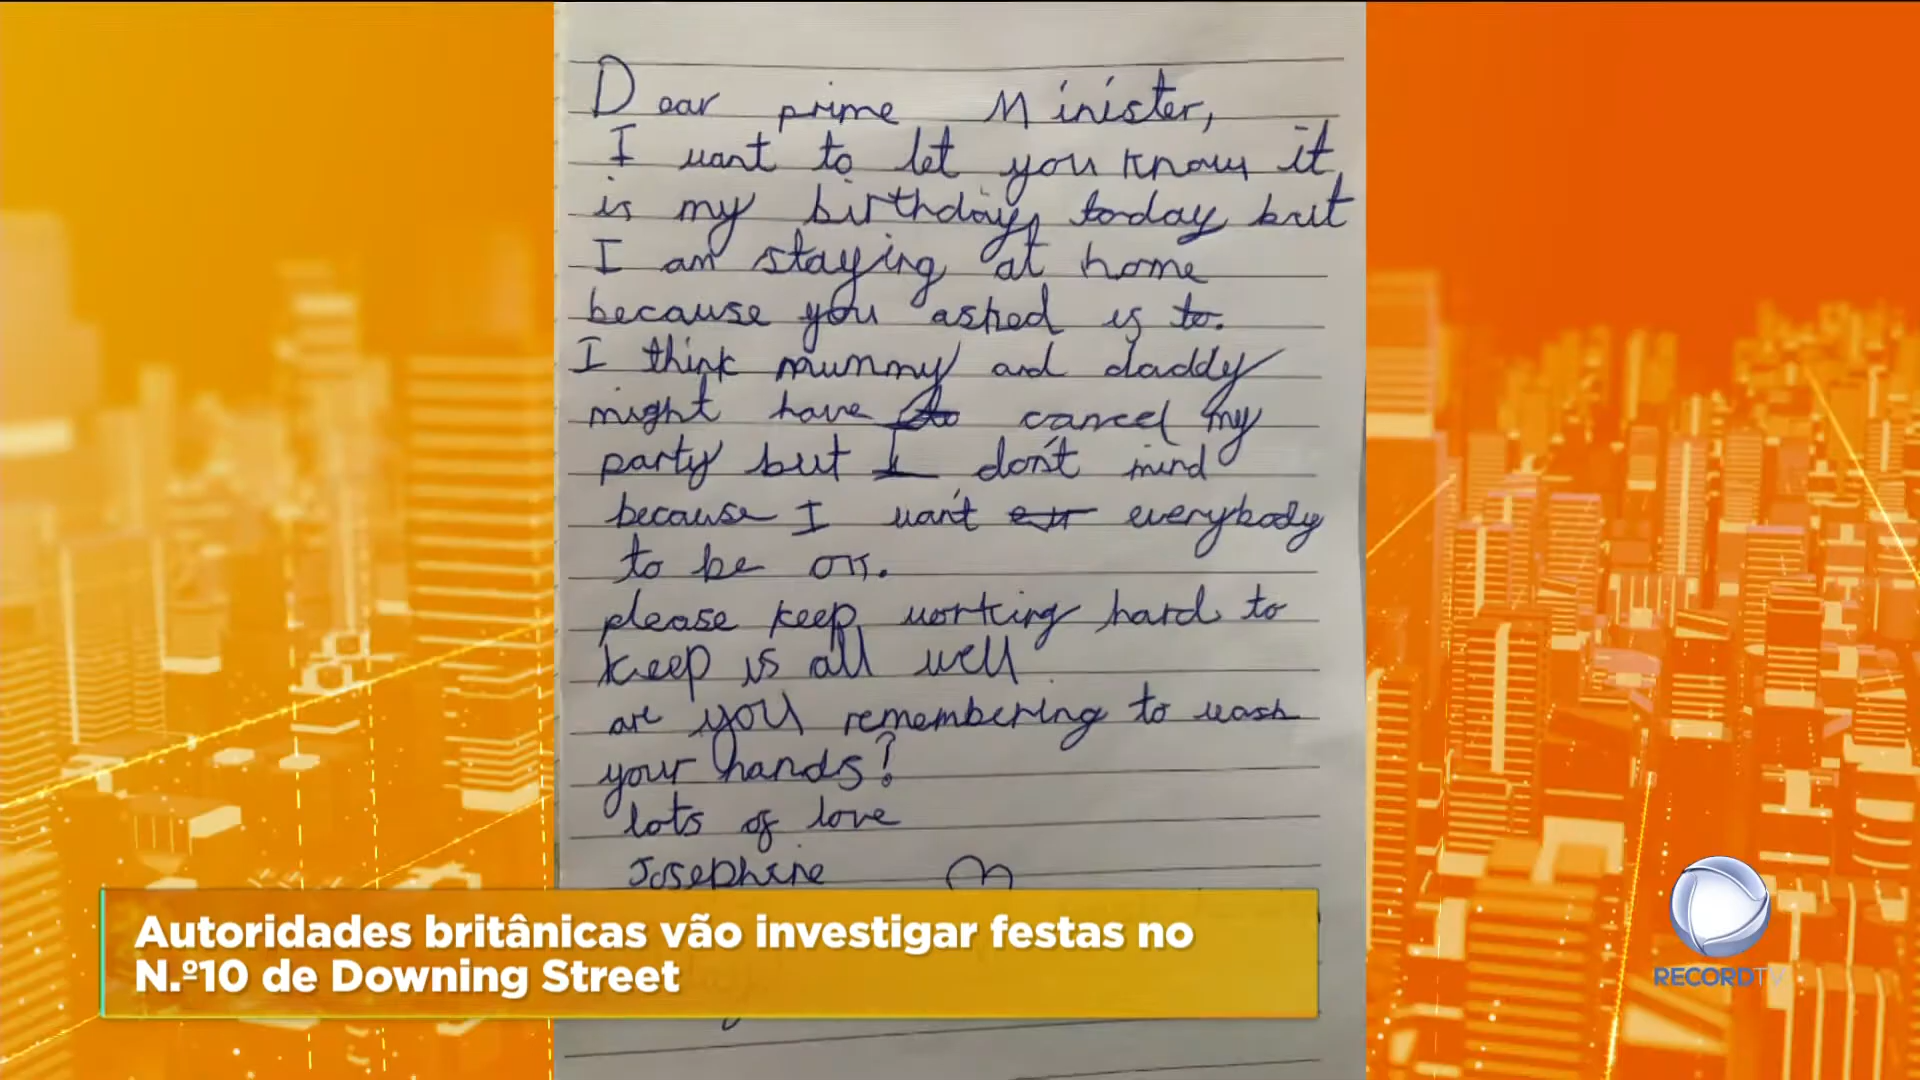 Dear prime Minister,
I want to let you know it
is my birthday today but
I am staying at home
because you asked us to.
I think mummy and daddy
might have to cancel my
party but I don't mind
because I want everybody
to be ok.
please keep working hard to
keep us all well
are you remembering to wash
your hands?
lots of love
Josephine
Autoridades britânicas vão investigar festas no
N.º10 de Downing Street
RECORDTV